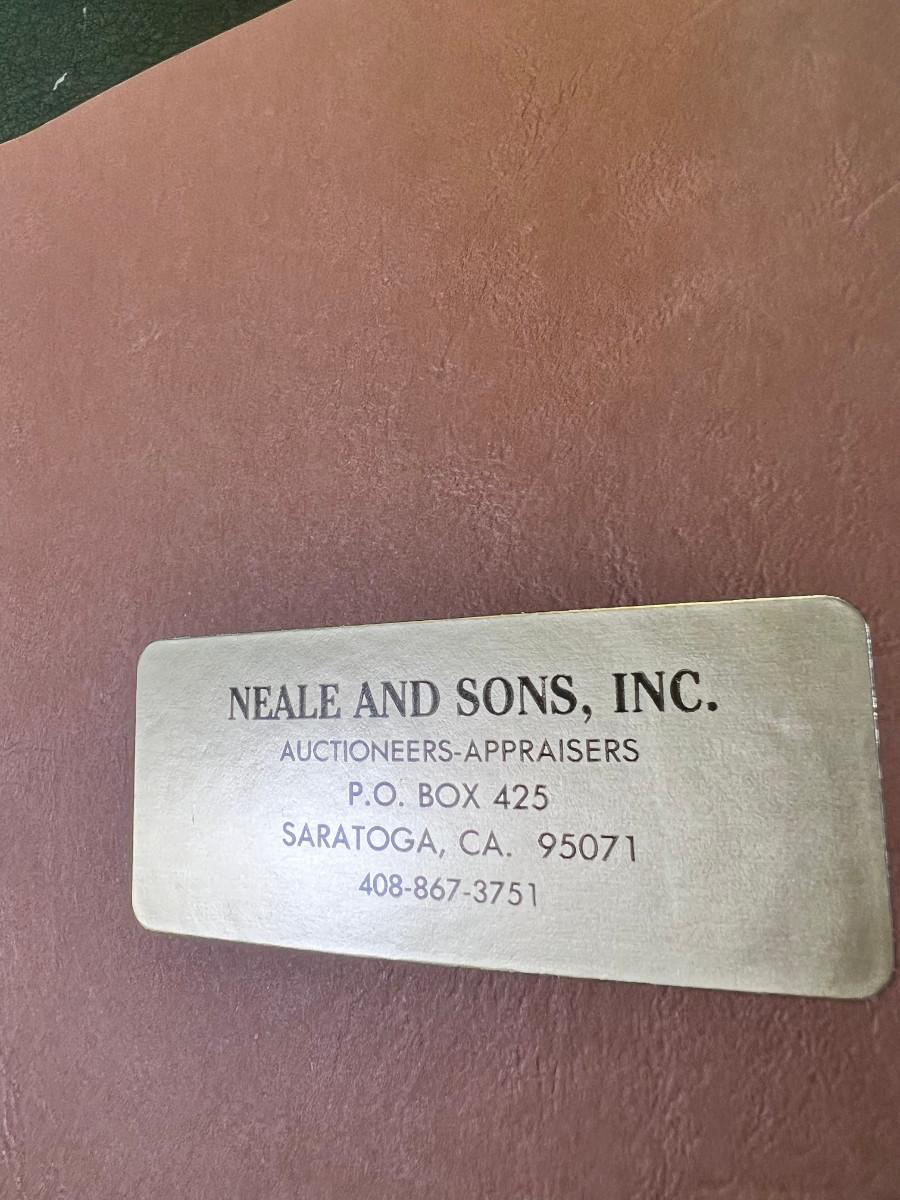 NEALE AND SONS, INC.
AUCTIONEERS-APPRAISERS
P.O. BOX 425
SARATOGA, CA. 95071
408-867-3751